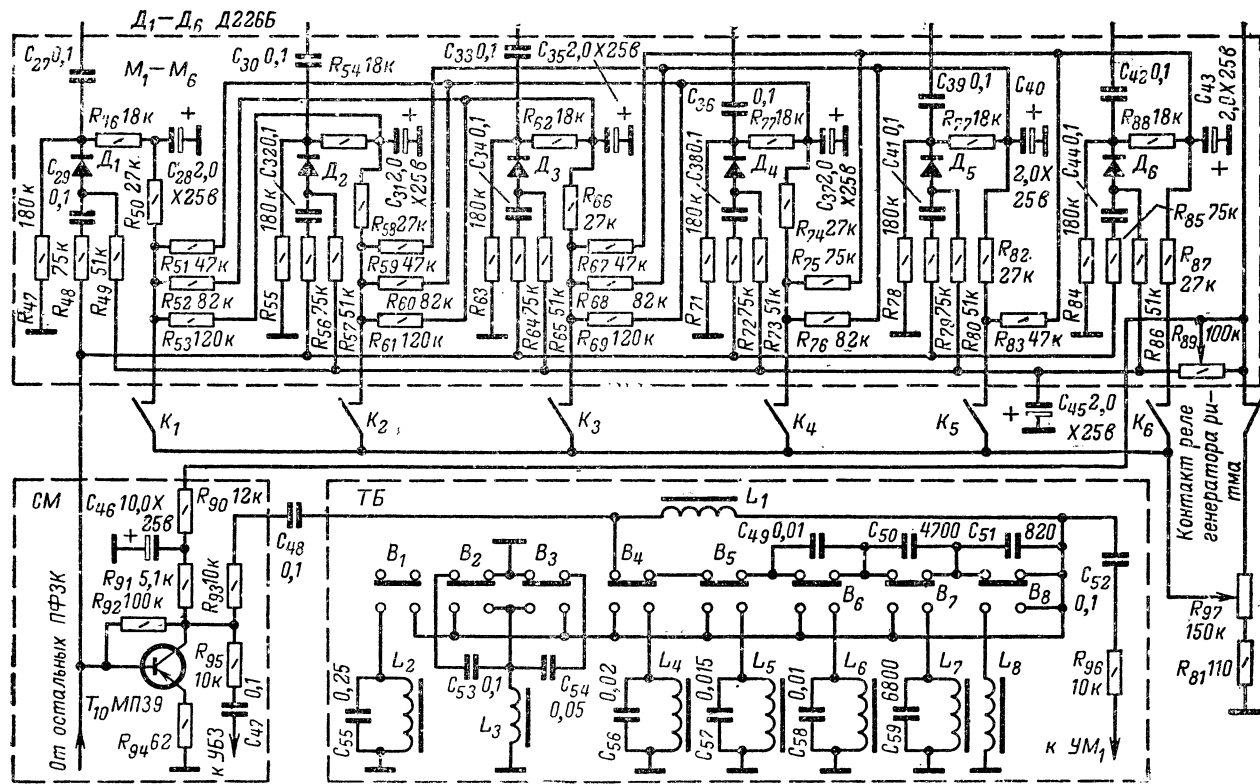 Д1–Д6 Д226Б
C27 0,1
C30 0,1
C33 0,1
C35 2,0 X 25в
M1–M6
R54 18к
C36 0,1
C39 0,1
C40
C42 0,1
C43 2,0 X 25в
R46 18к
R62 18к
R77 18к
R88 18к
Д1
Д2
Д3
Д4
Д5
Д6
C29 0,1
C28 2,0 X 25в
C32 0,1
C31 2,0 X 25в
C34 0,1
C38 0,1
C37 2,0 X 25в
C41 0,1
2,0 X 25в
C44 0,1
180к
R50 27к
180к
R58 27к
180к
R66 27к
180к
R74 27к
180к
R82 27к
180к
R85 75к
R87 27к
R51 47к
R59 47к
R67 47к
R75 75к
R52 82к
R60 82к
R68 82к
R53 120к
R61 120к
R69 120к
R76 82к
R83 47к
R47
R48 75к
R49 51к
R55
R56 75к
R57 51к
R63
R64 75к
R65 51к
R71
R72 75к
R73 51к
R78
R79 75к
R80 51к
R84
R86 51к
R89 100к
K1
K2
K3
K4
K5
C45 2,0 X 25в
K6
Контакт реле генератора ри-
тма
СМ
C46 10,0 X 25в
R90 12к
C48 0,1
ТБ
L1
C49 0,01
C50 4700
C51 820
R91 5,1к
R92 100к
R93 10к
B1
B2
B3
B4
B5
B6
B7
B8
C52 0,1
R97 150к
R95 10к
T10 МП39
R94 62
C47 0,1
к УБЗ
От остальных ПФЗК
L2
C55 0,25
C53 0,1
C54 0,05
L3
L4
C56 0,02
L5
C57 0,015
L6
C58 0,01
L7
C59 6800
L8
R96 10к
R81 110
к УМ1